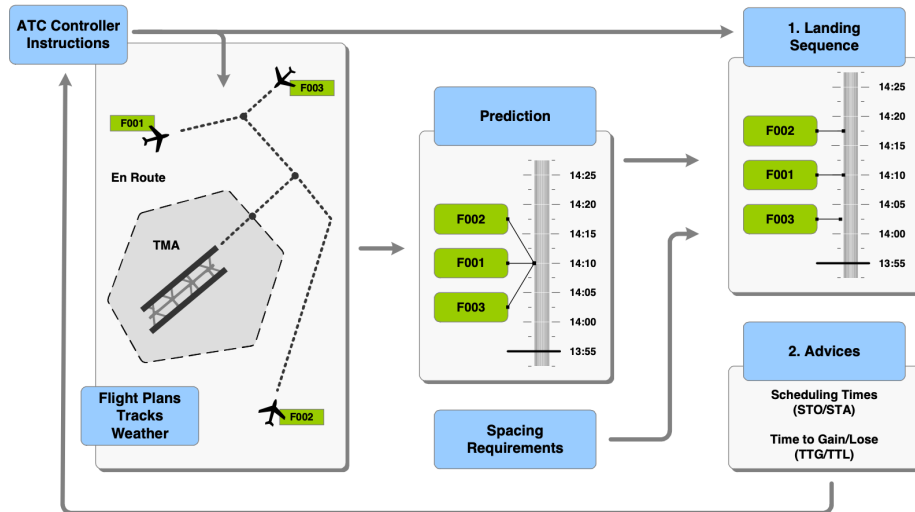 ATC Controller
Instructions
F003
F001
En Route
TMA
F002
Flight Plans
Tracks
Weather
Prediction
14:25
F002
14:20
14:15
F001
14:10
14:05
F003
14:00
13:55
Spacing
Requirements
1. Landing
Sequence
14:25
14:20
F002
14:15
F001
14:10
14:05
F003
14:00
13:55
2. Advices
Scheduling Times
(STO/STA)
Time to Gain/Lose
(TTG/TTL)